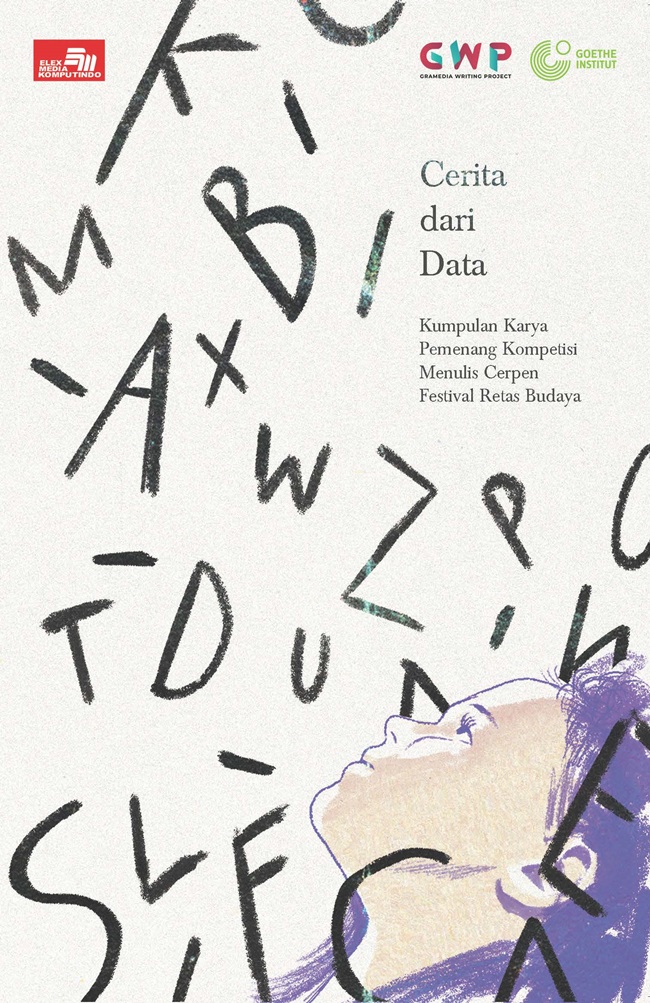 ELEX
MEDIA
KOMPUTINDO
GWP
GRAMEDIA WRITING PROJECT
GOETHE
INSTITUT
Cerita
dari
Data
Kumpulan Karya
Pemenang Kompetisi
Menulis Cerpen
Festival Retas Budaya
K
M
B
I
A
X
W
Z
P
T
D
U
S
L
F
C
E